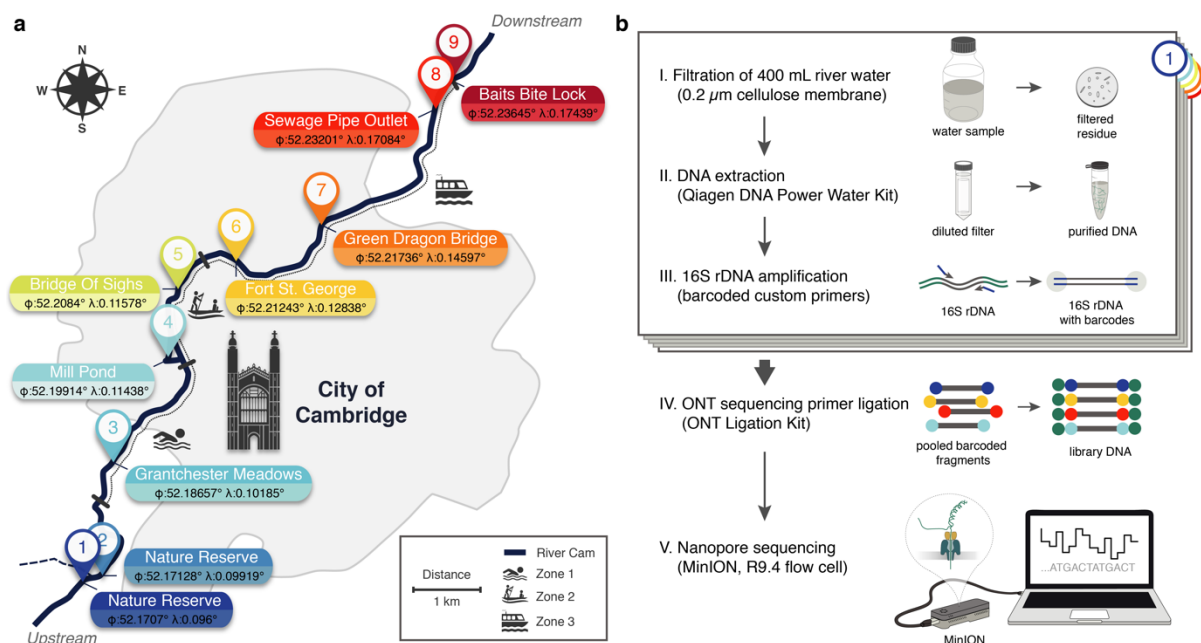 a
Downstream
N
W
E
S
9
8
Baits Bite Lock
φ:52.23645° λ:0.17439°
Sewage Pipe Outlet
φ:52.23201° λ:0.17084°
7
6
Green Dragon Bridge
φ:52.21736° λ:0.14597°
5
Bridge Of Sighs
φ:52.2084° λ:0.11578°
Fort St. George
φ:52.21243° λ:0.12838°
4
Mill Pond
φ:52.19914° λ:0.11438°
City of
Cambridge
3
Grantchester Meadows
φ:52.18657° λ:0.10185°
1
2
Nature Reserve
φ:52.17128° λ:0.09919°
Nature Reserve
φ:52.1707° λ:0.096°
Upstream
Distance
1 km
River Cam
Zone 1
Zone 2
Zone 3
b
1
I. Filtration of 400 mL river water
(0.2 µm cellulose membrane)
water sample
filtered
residue
II. DNA extraction
(Qiagen DNA Power Water Kit)
diluted filter
purified DNA
III. 16S rDNA amplification
(barcoded custom primers)
16S rDNA
16S rDNA
with barcodes
IV. ONT sequencing primer ligation
(ONT Ligation Kit)
pooled barcoded
fragments
library DNA
V. Nanopore sequencing
(MinION, R9.4 flow cell)
...ATGACTATGACT
MinION